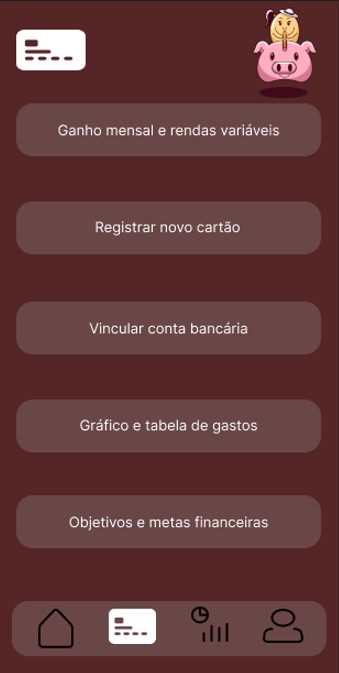 Ganho mensal e rendas variáveis
Registrar novo cartão
Vincular conta bancária
Gráfico e tabela de gastos
Objetivos e metas financeiras